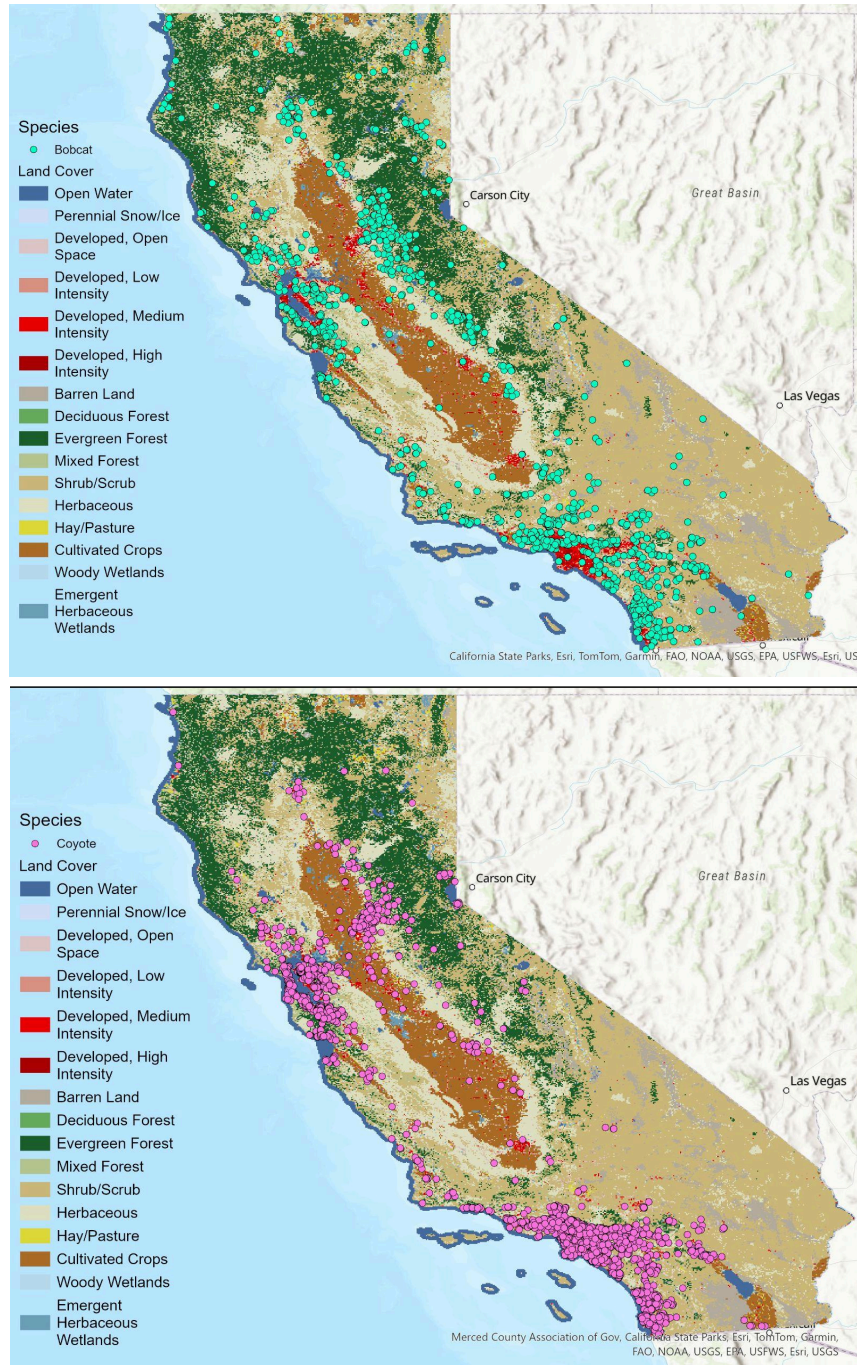 Species
Bobcat
Land Cover
Open Water
Perennial Snow/Ice
Developed, Open
Space
Developed, Low
Intensity
Developed, Medium
Intensity
Developed, High
Intensity
Barren Land
Deciduous Forest
Evergreen Forest
Mixed Forest
Shrub/Scrub
Herbaceous
Hay/Pasture
Cultivated Crops
Woody Wetlands
Emergent
Herbaceous
Wetlands
Carson City
Great Basin
Las Vegas
California State Parks, Esri, TomTom, Garmin, FAO, NOAA, USGS, EPA, USFWS, Esri, US
Species
Coyote
Land Cover
Open Water
Perennial Snow/Ice
Developed, Open
Space
Developed, Low
Intensity
Developed, Medium
Intensity
Developed, High
Intensity
Barren Land
Deciduous Forest
Evergreen Forest
Mixed Forest
Shrub/Scrub
Herbaceous
Hay/Pasture
Cultivated Crops
Woody Wetlands
Emergent
Herbaceous
Wetlands
Carson City
Great Basin
Las Vegas
Merced County Association of Gov, California State Parks, Esri, TomTom, Garmin,
FAO, NOAA, USGS, EPA, USFWS, Esri, USGS